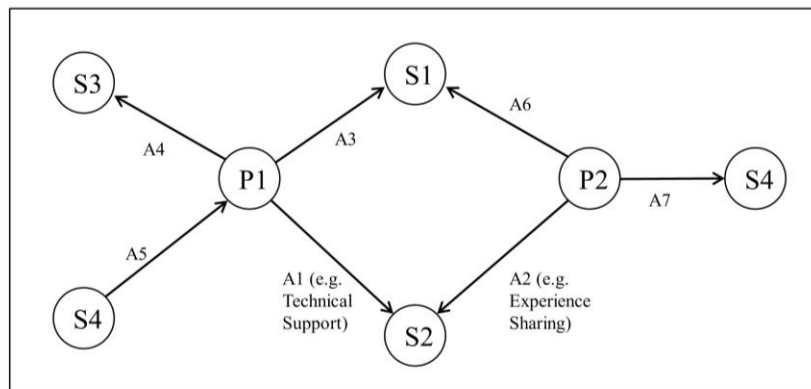 S3
S1
A6
A4
A3
P1
P2
S4
A7
A5
S4
A1 (e.g.
Technical
Support)
A2 (e.g.
Experience
Sharing)
S2